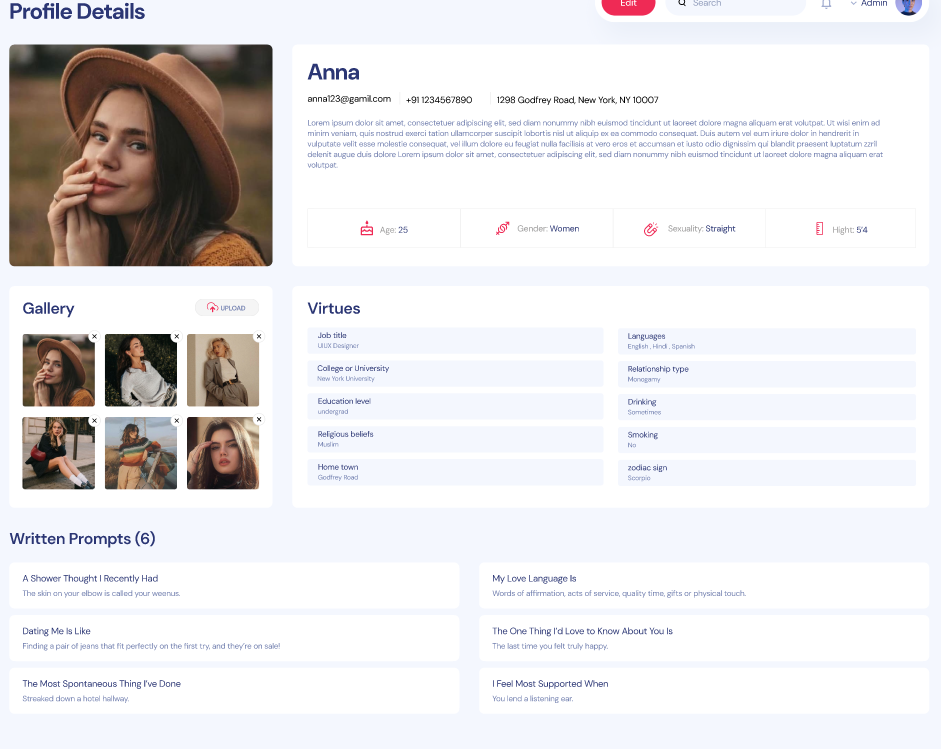 Profile Details
Edit
Search
Admin
Anna
anna123@gamil.com
+91 1234567890
1298 Godfrey Road, New York, NY 10007
Lorem ipsum dolor sit amet, consectetuer adipiscing elit, sed diam nonummy nibh euismod tincidunt ut laoreet dolore magna aliquam erat volutpat. Ut wisi enim ad
minim veniam, quis nostrud exerci tation ullamcorper suscipit lobortis nisl ut aliquip ex ea commodo consequat. Duis autem vel eum iriure dolor in hendrerit in
vulputate velit esse molestie consequat, vel illum dolore eu feugiat nulla facilisis at vero eros et accumsan et iusto odio dignissim qui blandit praesent luptatum zzril
delenit augue duis dolore Lorem ipsum dolor sit amet, consectetuer adipiscing elit, sed diam nonummy nibh euismod tincidunt ut laoreet dolore magna aliquam erat
volutpat.
Age: 25
Gender: Women
Sexuality: Straight
Hight: 5'4
Gallery
UPLOAD
Virtues
Job title
UIUX Designer
College or University
New York University
Education level
undergrad
Religious beliefs
Muslim
Home town
Godfrey Road
Languages
English , Hindi , Spanish
Relationship type
Monogamy
Drinking
Sometimes
Smoking
No
zodiac sign
Scorpio
Written Prompts (6)
A Shower Thought I Recently Had
The skin on your elbow is called your weenus.
My Love Language Is
Words of affirmation, acts of service, quality time, gifts or physical touch.
Dating Me Is Like
Finding a pair of jeans that fit perfectly on the first try, and they're on sale!
The One Thing I'd Love to Know About You Is
The last time you felt truly happy.
The Most Spontaneous Thing I've Done
Streaked down a hotel hallway.
I Feel Most Supported When
You lend a listening ear.